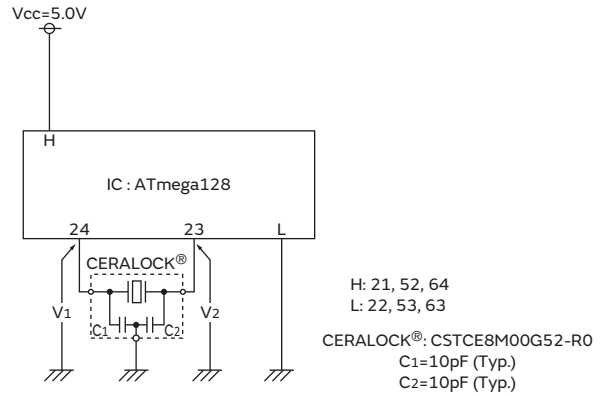 Vcc=5.0V
H
IC : ATmega128
24
23
L
CERALOCK®
V1
C1
C2
V2
H: 21, 52, 64
L: 22, 53, 63
CERALOCK®: CSTCE8M00G52-R0
C1=10pF (Typ.)
C2=10pF (Typ.)